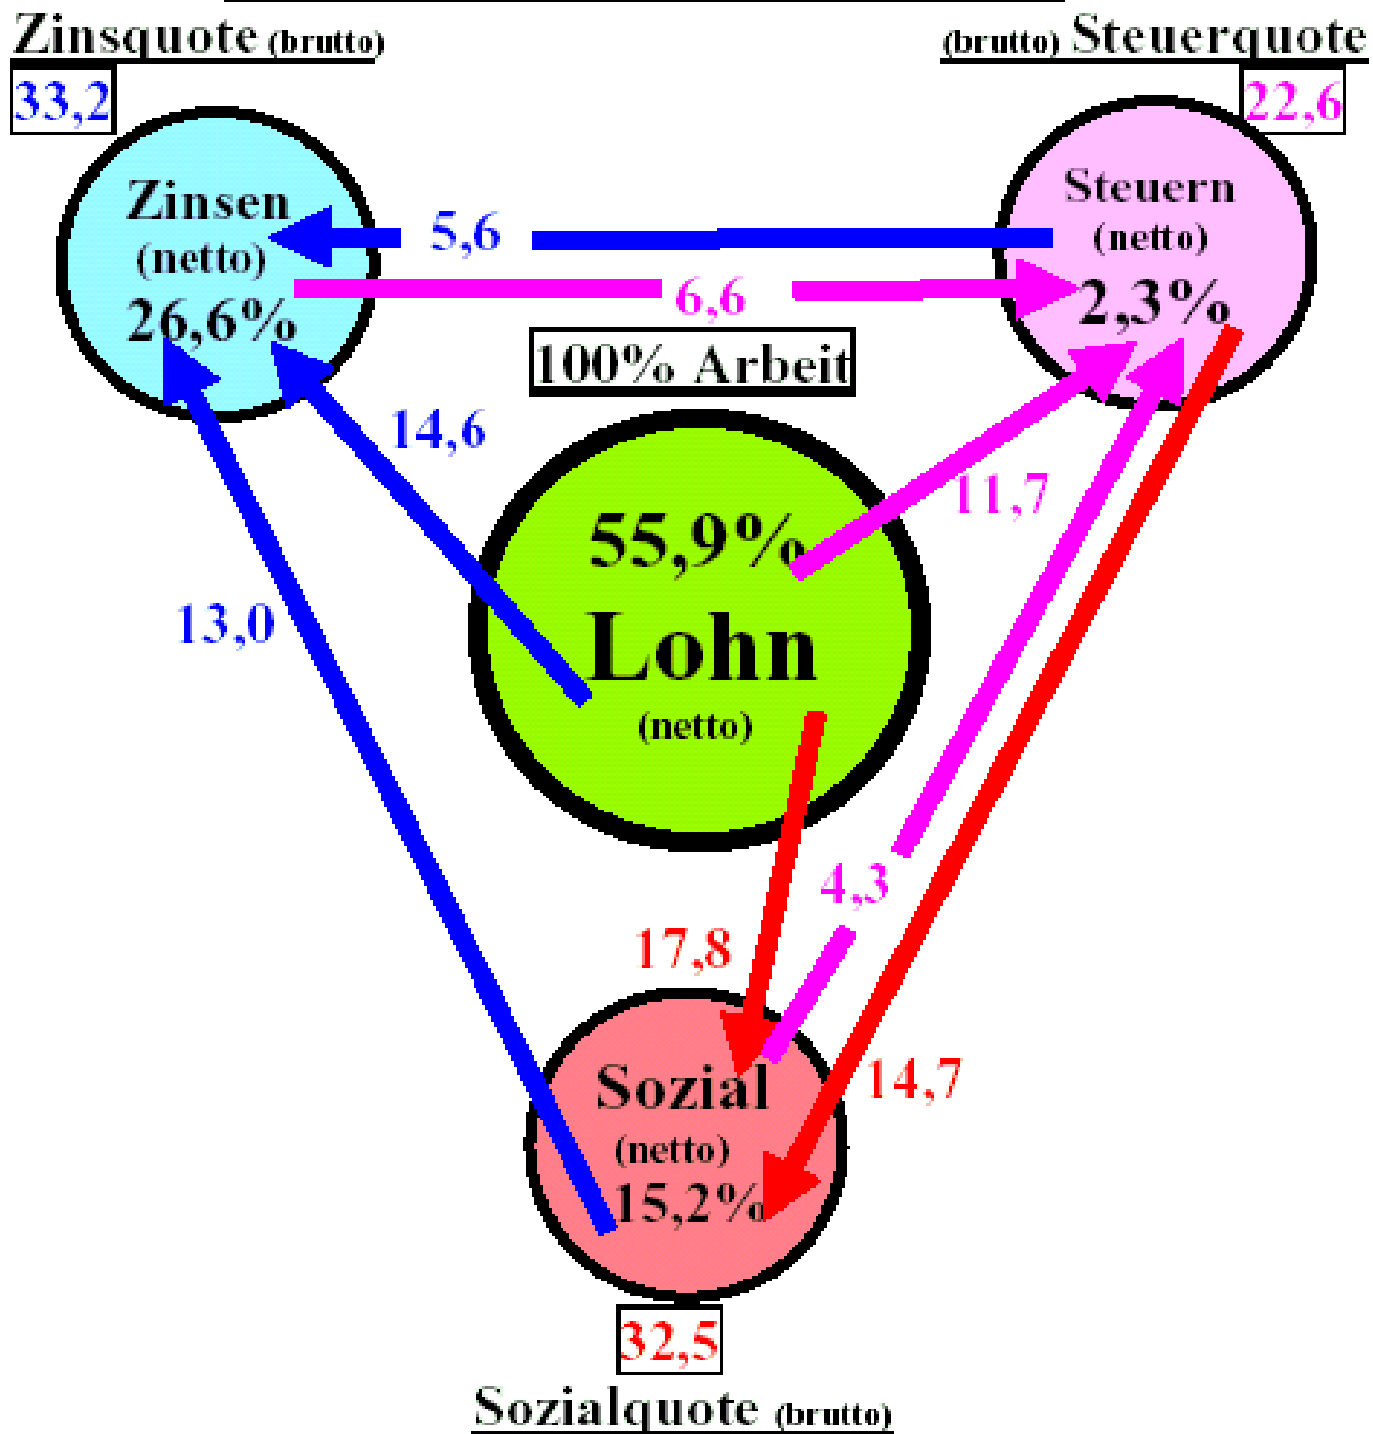 Zinsquote (brutto)
33,2
(brutto) Steuerquote
22,6
Zinsen
(netto)
26,6%
Steuern
(netto)
2,3%
5,6
6,6
100% Arbeit
14,6
11,7
55,9%
Lohn
(netto)
13,0
4,3
17,8
14,7
Sozial
(netto)
15,2%
32,5
Sozialquote (brutto)